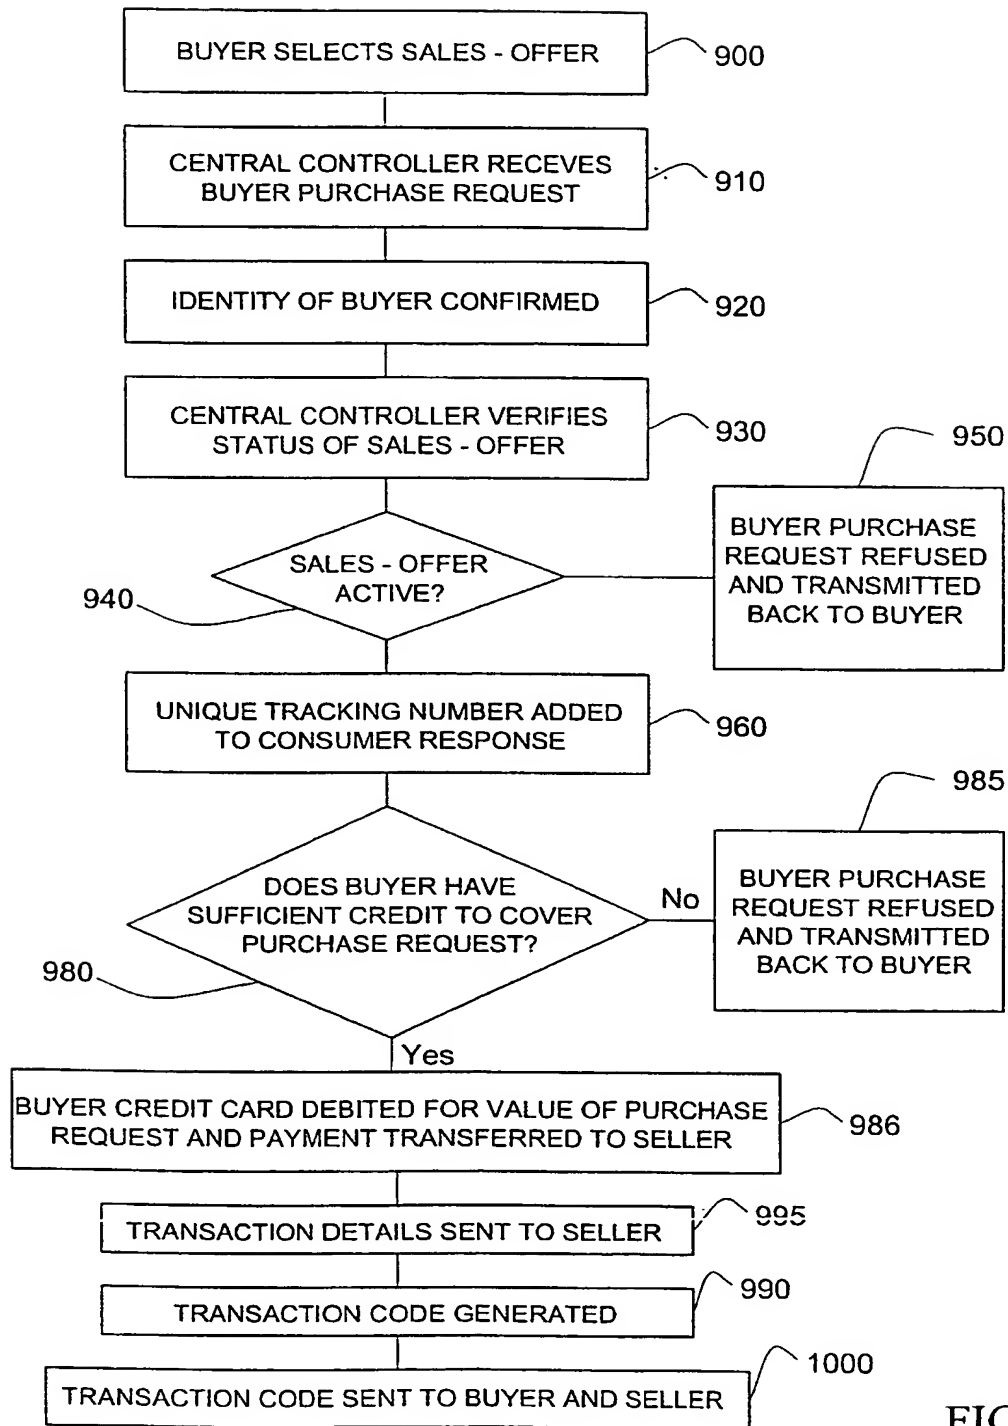 BUYER SELECTS SALES - OFFER
900
CENTRAL CONTROLLER RECEVES
BUYER PURCHASE REQUEST
910
IDENTITY OF BUYER CONFIRMED
920
CENTRAL CONTROLLER VERIFIES
STATUS OF SALES - OFFER
930
950
SALES - OFFER
ACTIVE?
940
BUYER PURCHASE
REQUEST REFUSED
AND TRANSMITTED
BACK TO BUYER
UNIQUE TRACKING NUMBER ADDED
TO CONSUMER RESPONSE
960
985
DOES BUYER HAVE
SUFFICIENT CREDIT TO COVER
PURCHASE REQUEST?
980
No
BUYER PURCHASE
REQUEST REFUSED
AND TRANSMITTED
BACK TO BUYER
Yes
BUYER CREDIT CARD DEBITED FOR VALUE OF PURCHASE
REQUEST AND PAYMENT TRANSFERRED TO SELLER
986
TRANSACTION DETAILS SENT TO SELLER
995
TRANSACTION CODE GENERATED
990
TRANSACTION CODE SENT TO BUYER AND SELLER
1000
FIG